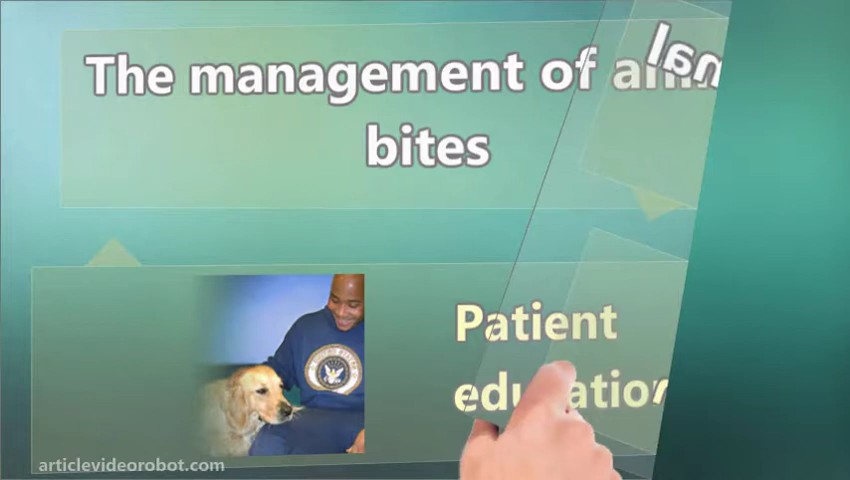 The management of
bites
Patient
articlevideorobot.com